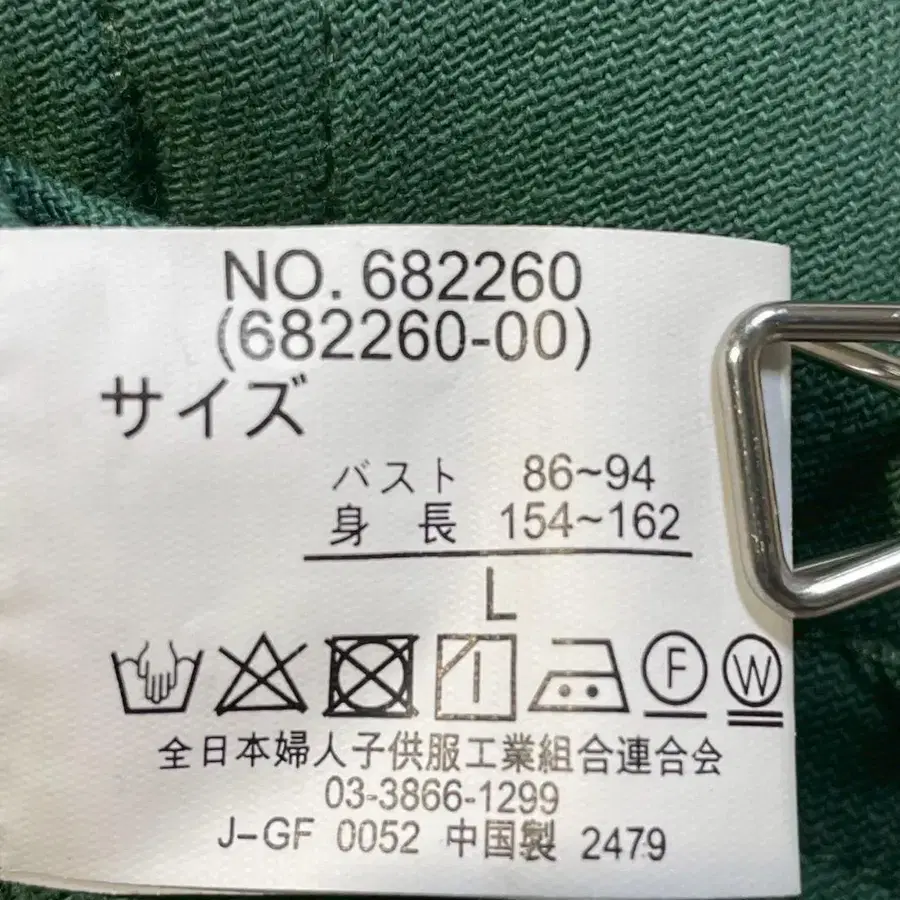 NO. 682260
(682260-00)
サイズ
バスト 86~94
身 長 154~162
L
F W
全日本婦人子供服工業組合連合会
03-3866-1299
J-GF 0052 中国製 2479